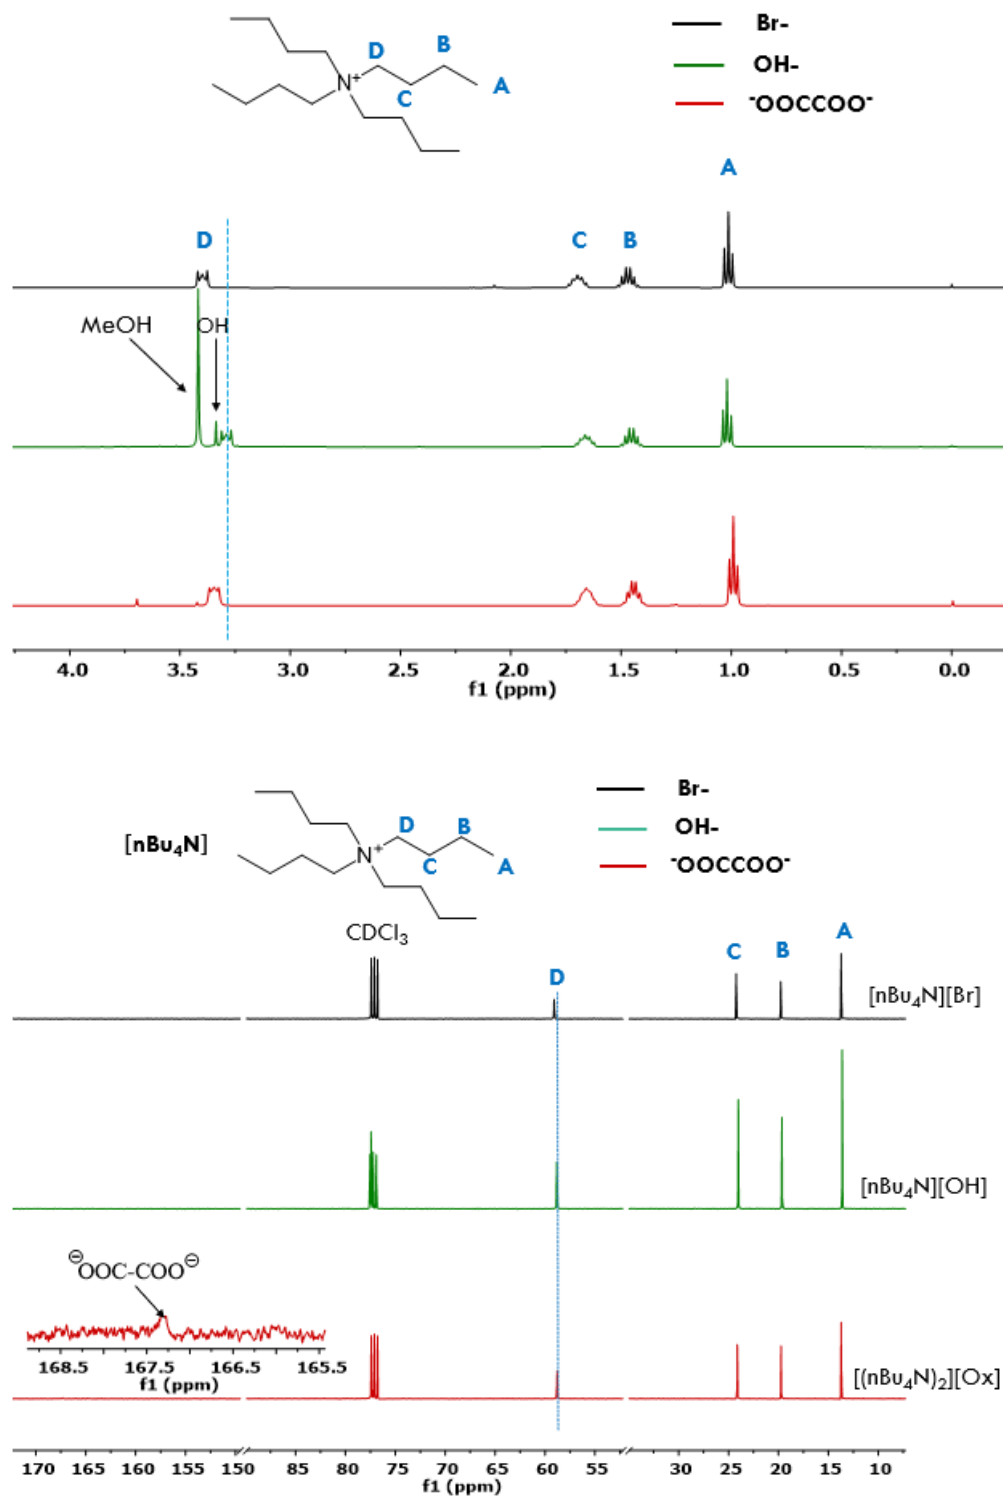 Br-
OH-
-OOCCOO-
D
B
N+
C
A
A
D
C
B
MeOH
OH
4.0 3.5 3.0 2.5 2.0 1.5 1.0 0.5 0.0
f1 (ppm)
Br-
OH-
-OOCCOO-
[nBu4N]
D
B
N+
C
A
CDCl3
D
C
B
A
[nBu4N][Br]
[nBu4N][OH]
⊖OOC-COO⊖
168.5 167.5 166.5 165.5
f1 (ppm)
[(nBu4N)2][Ox]
170 165 160 155 150 85 80 75 70 65 60 55 30 25 20 15 10
f1 (ppm)